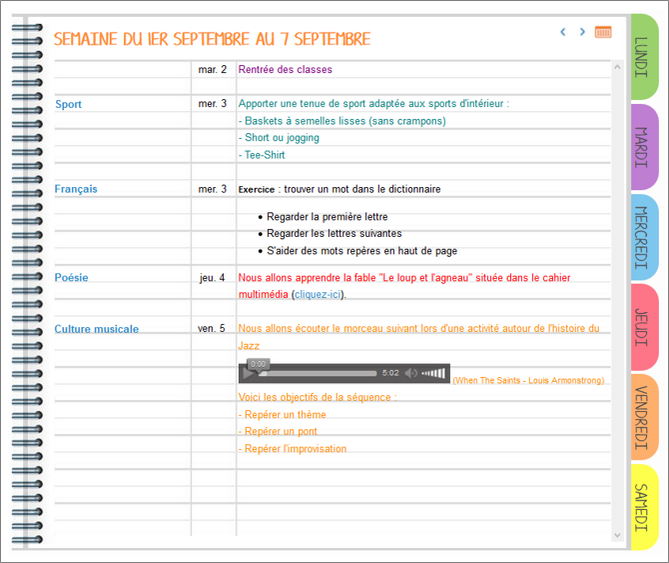 SEMAINE DU 1ER SEPTEMBRE AU 7 SEPTEMBRE
mar. 2 Rentrée des classes
Sport mer. 3 Apporter une tenue de sport adaptée aux sports d'intérieur :
- Baskets à semelles lisses (sans crampons)
- Short ou jogging
- Tee-Shirt
Français mer. 3 Exercice : trouver un mot dans le dictionnaire
• Regarder la première lettre
• Regarder les lettres suivantes
• S'aider des mots repères en haut de page
Poésie jeu. 4 Nous allons apprendre la fable "Le loup et l'agneau" située dans le cahier
multimédia (cliquez-ici).
Culture musicale ven. 5 Nous allons écouter le morceau suivant lors d'une activité autour de l'histoire du
Jazz
0:00
5:02
(When The Saints - Louis Armonstrong)
Voici les objectifs de la séquence :
- Repérer un thème
- Repérer un pont
- Repérer l'improvisation
LUNDI
MARDI
MERCREDI
JEUDI
VENDREDI
SAMEDI